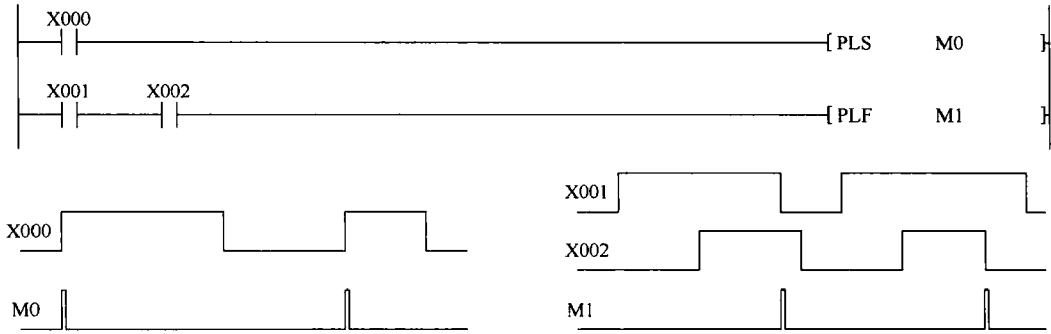 X000
[ PLS M0 ]
X001 X002
[ PLF M1 ]
X001
X000
X002
M0
M1